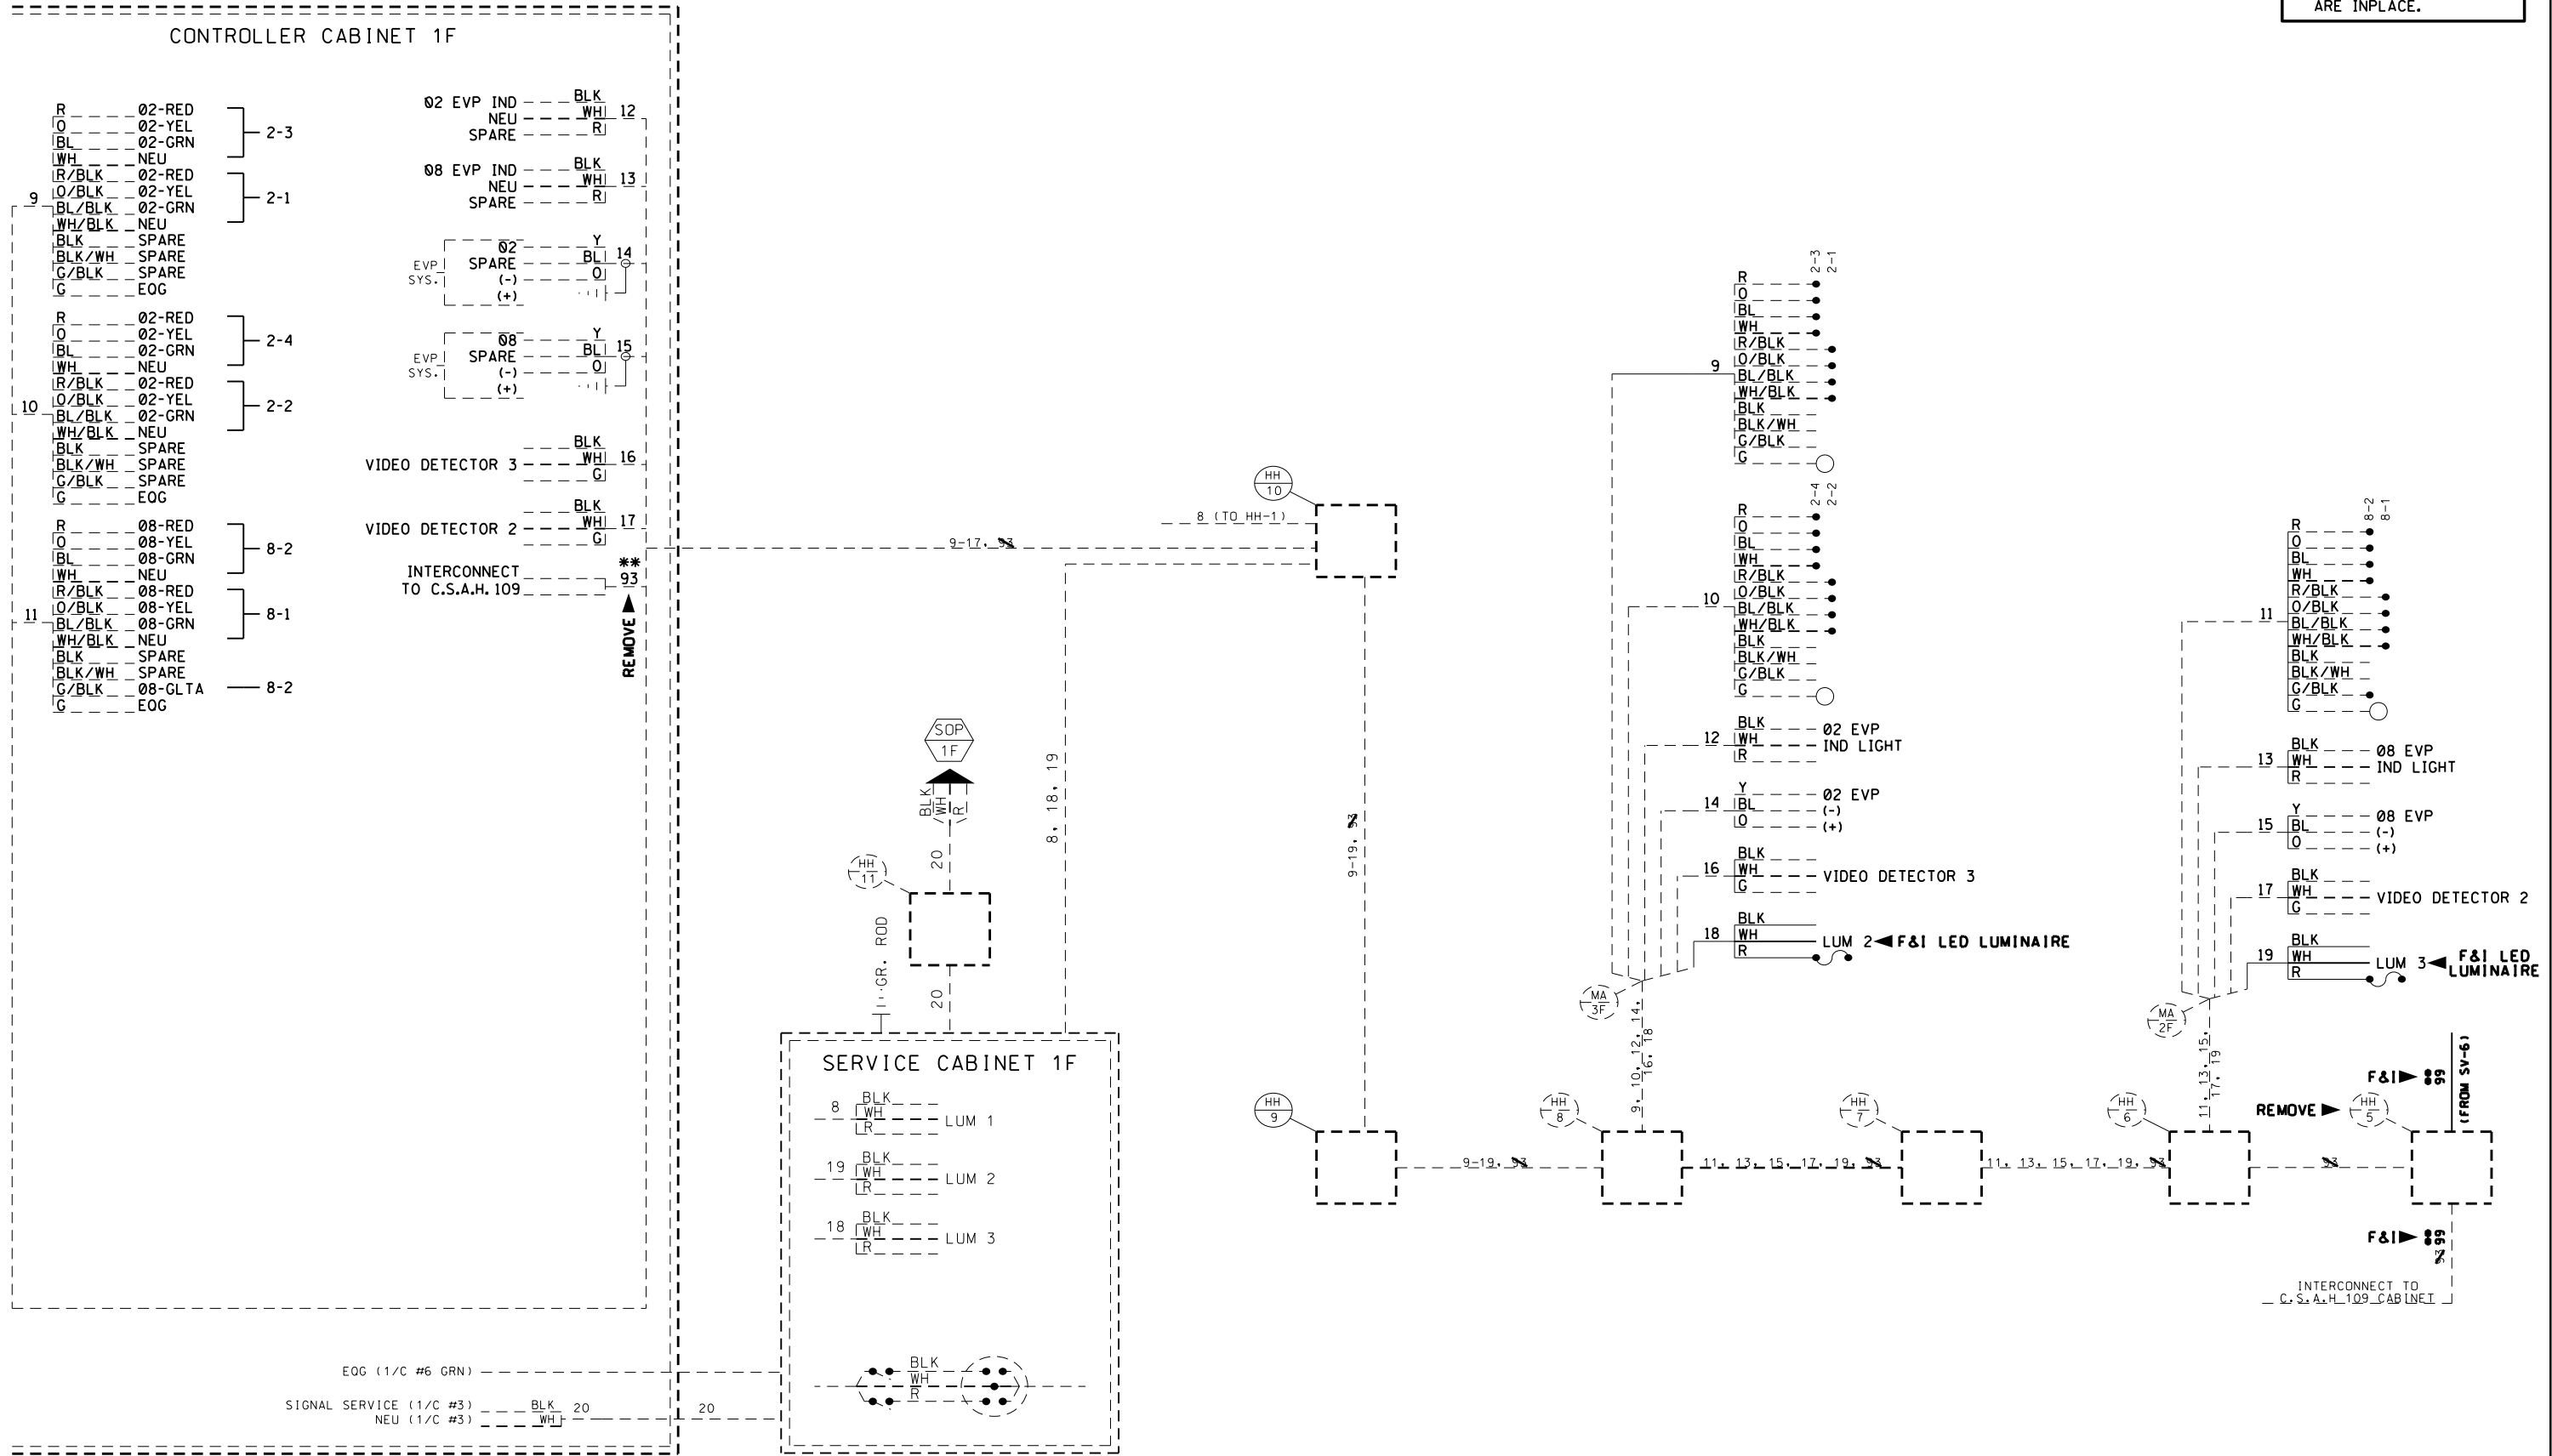 ARE INPLACE.
CONTROLLER CABINET 1F
9
R 02-RED
O 02-YEL
BL 02-GRN
WH NEU
2-3
R/BLK 02-RED
O/BLK 02-YEL
BL/BLK 02-GRN
WH/BLK NEU
2-1
BLK SPARE
BLK/WH SPARE
G/BLK SPARE
G EQG
10
R 02-RED
O 02-YEL
BL 02-GRN
WH NEU
2-4
R/BLK 02-RED
O/BLK 02-YEL
BL/BLK 02-GRN
WH/BLK NEU
2-2
BLK SPARE
BLK/WH SPARE
G/BLK SPARE
G EQG
11
R 08-RED
O 08-YEL
BL 08-GRN
WH NEU
8-2
R/BLK 08-RED
O/BLK 08-YEL
BL/BLK 08-GRN
WH/BLK NEU
8-1
BLK SPARE
BLK/WH SPARE
G/BLK 08-GLTA 8-2
G EQG
02 EVP IND BLK
NEU WH 12
SPARE R
08 EVP IND BLK
NEU WH 13
SPARE R
EVP
SYS.
02 Y
SPARE BL 14
(-) O
(+)
EVP
SYS.
08 Y
SPARE BL 15
(-) O
(+)
BLK
VIDEO DETECTOR 3 WH 16
G
BLK
VIDEO DETECTOR 2 WH 17
G
INTERCONNECT
TO C.S.A.H. 109
**
93
REMOVE
EQG (1/C #6 GRN)
SIGNAL SERVICE (1/C #3) BLK 20
NEU (1/C #3) WH
20
9-17, 93
8 (TO HH-1)
HH
10
8, 18, 19
9-19, 93
SOP
1F
BLK
WH
R
20
HH
11
GR. ROD
20
SERVICE CABINET 1F
8 BLK
WH LUM 1
R
19 BLK
WH LUM 2
R
18 BLK
WH LUM 3
R
BLK
WH
R
HH
9
9-19, 93
HH
8
11, 13, 15, 17, 19, 93
HH
7
11, 13, 15, 17, 19, 93
HH
6
93
REMOVE
HH
5
2-3
2-1
9
R
O
BL
WH
R/BLK
O/BLK
BL/BLK
WH/BLK
BLK
BLK/WH
G/BLK
G
2-4
2-2
10
R
O
BL
WH
R/BLK
O/BLK
BL/BLK
WH/BLK
BLK
BLK/WH
G/BLK
G
12
BLK 02 EVP
WH IND LIGHT
R
14
Y 02 EVP
BL (-)
O (+)
16
BLK
WH VIDEO DETECTOR 3
G
18
BLK
WH LUM 2 F&I LED LUMINAIRE
R
MA
3F
9, 10, 12, 14,
16, 18
8-2
8-1
11
R
O
BL
WH
R/BLK
O/BLK
BL/BLK
WH/BLK
BLK
BLK/WH
G/BLK
G
13
BLK 08 EVP
WH IND LIGHT
R
15
Y 08 EVP
BL (-)
O (+)
17
BLK
WH VIDEO DETECTOR 2
G
19
BLK
WH LUM 3 F&I LED
LUMINAIRE
R
MA
2F
11, 13, 15,
17, 19
F&I 99
(FROM SV-6)
F&I 99
93
INTERCONNECT TO
C.S.A.H 109 CABINET